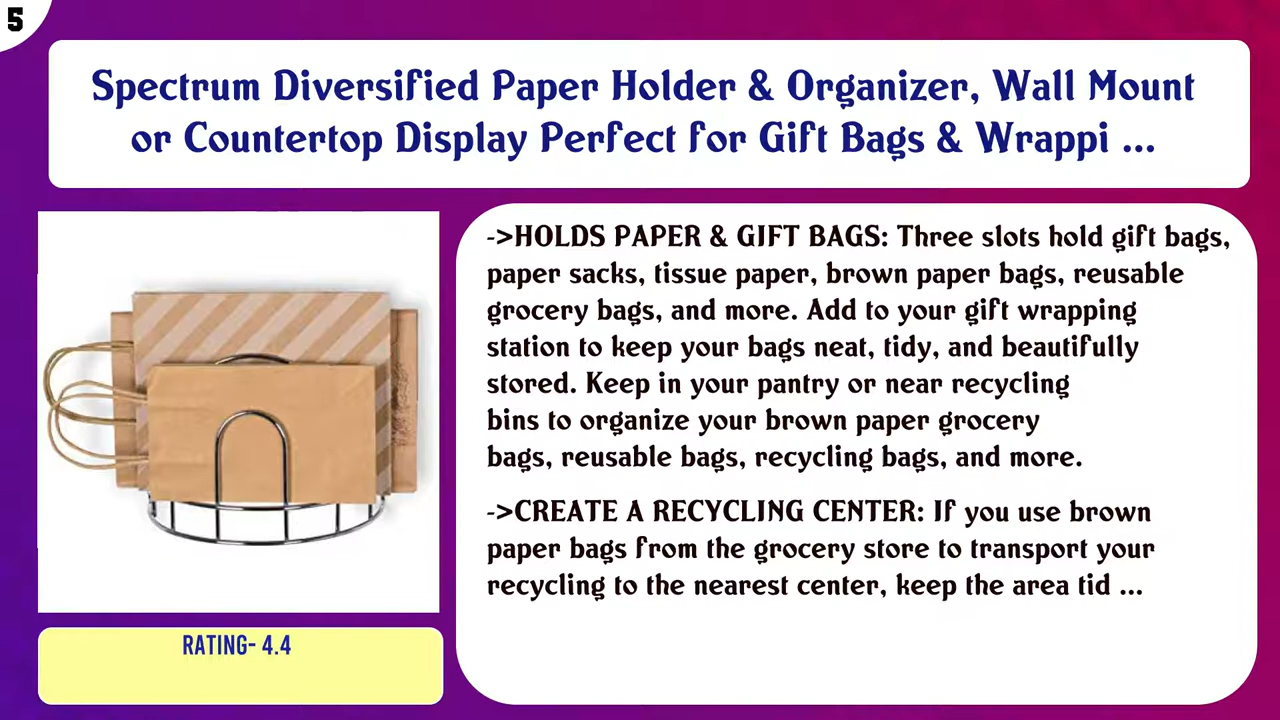 5
Spectrum Diversified Paper Holder & Organizer, Wall Mount
or Countertop Display Perfect for Gift Bags & Wrappi ...
->HOLDS PAPER & GIFT BAGS: Three slots hold gift bags,
paper sacks, tissue paper, brown paper bags, reusable
grocery bags, and more. Add to your gift wrapping
station to keep your bags neat, tidy, and beautifully
stored. Keep in your pantry or near recycling
bins to organize your brown paper grocery
bags, reusable bags, recycling bags, and more.
->CREATE A RECYCLING CENTER: If you use brown
paper bags from the grocery store to transport your
recycling to the nearest center, keep the area tid ...
RATING- 4.4